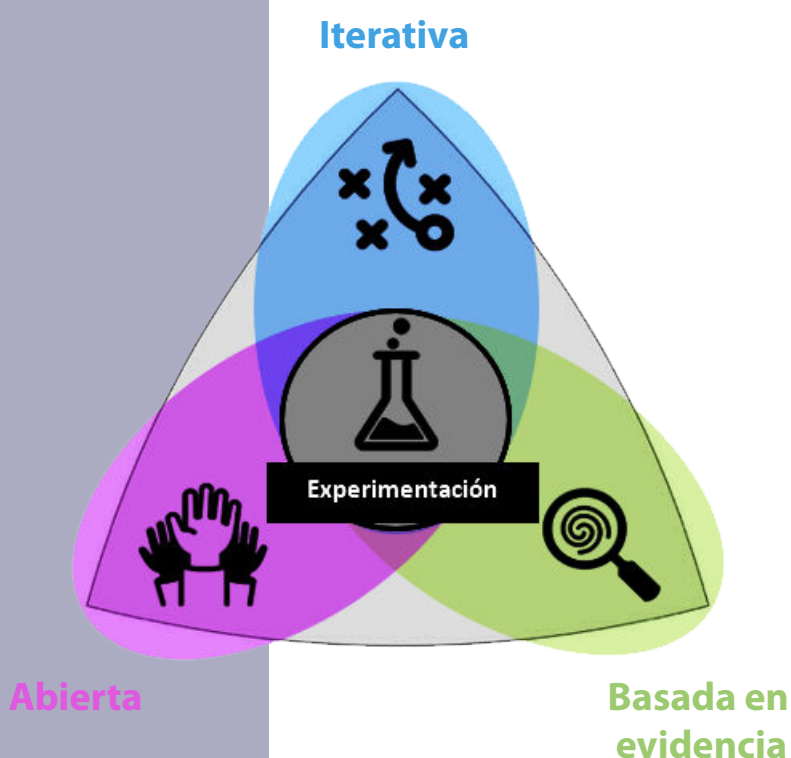 Iterativa
Experimentación
Abierta
Basada en
evidencia